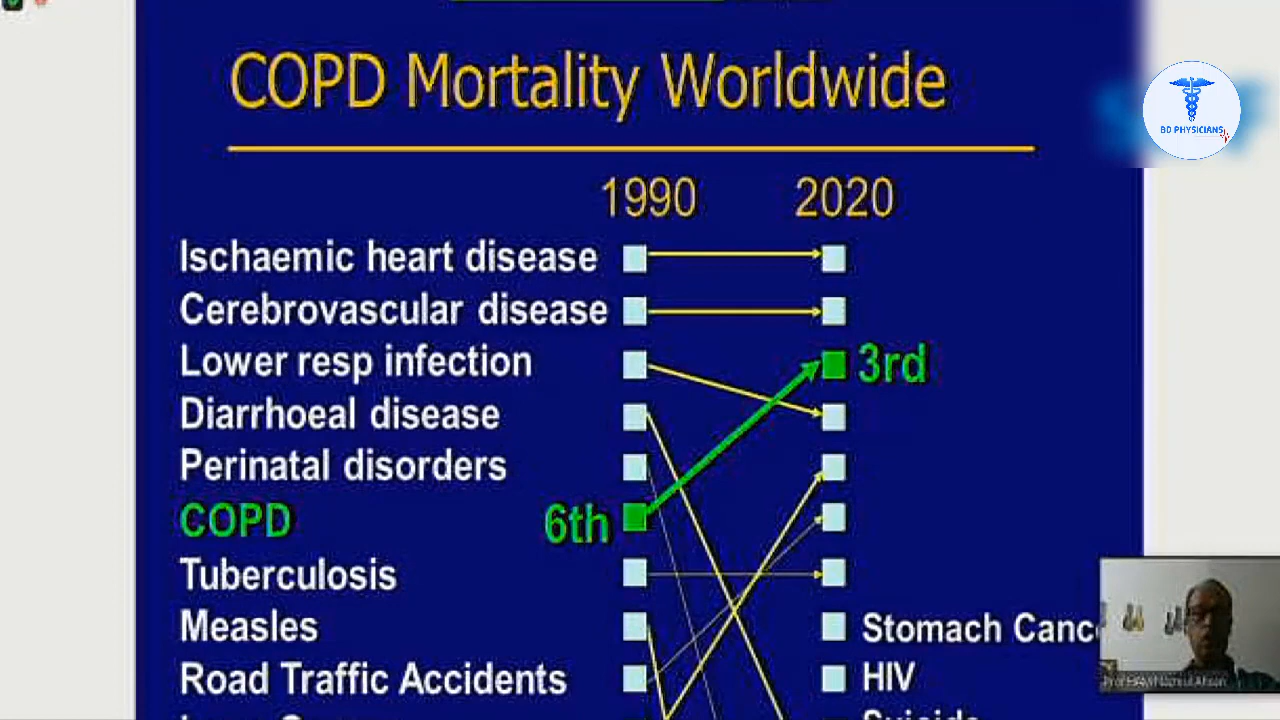 COPD Mortality Worldwide
BD PHYSICIANS
1990 2020
Ischaemic heart disease
Cerebrovascular disease
Lower resp infection
3rd
Diarrhoeal disease
Perinatal disorders
COPD 6th
Tuberculosis
Measles
Stomach Canc
Road Traffic Accidents
HIV
Suicide